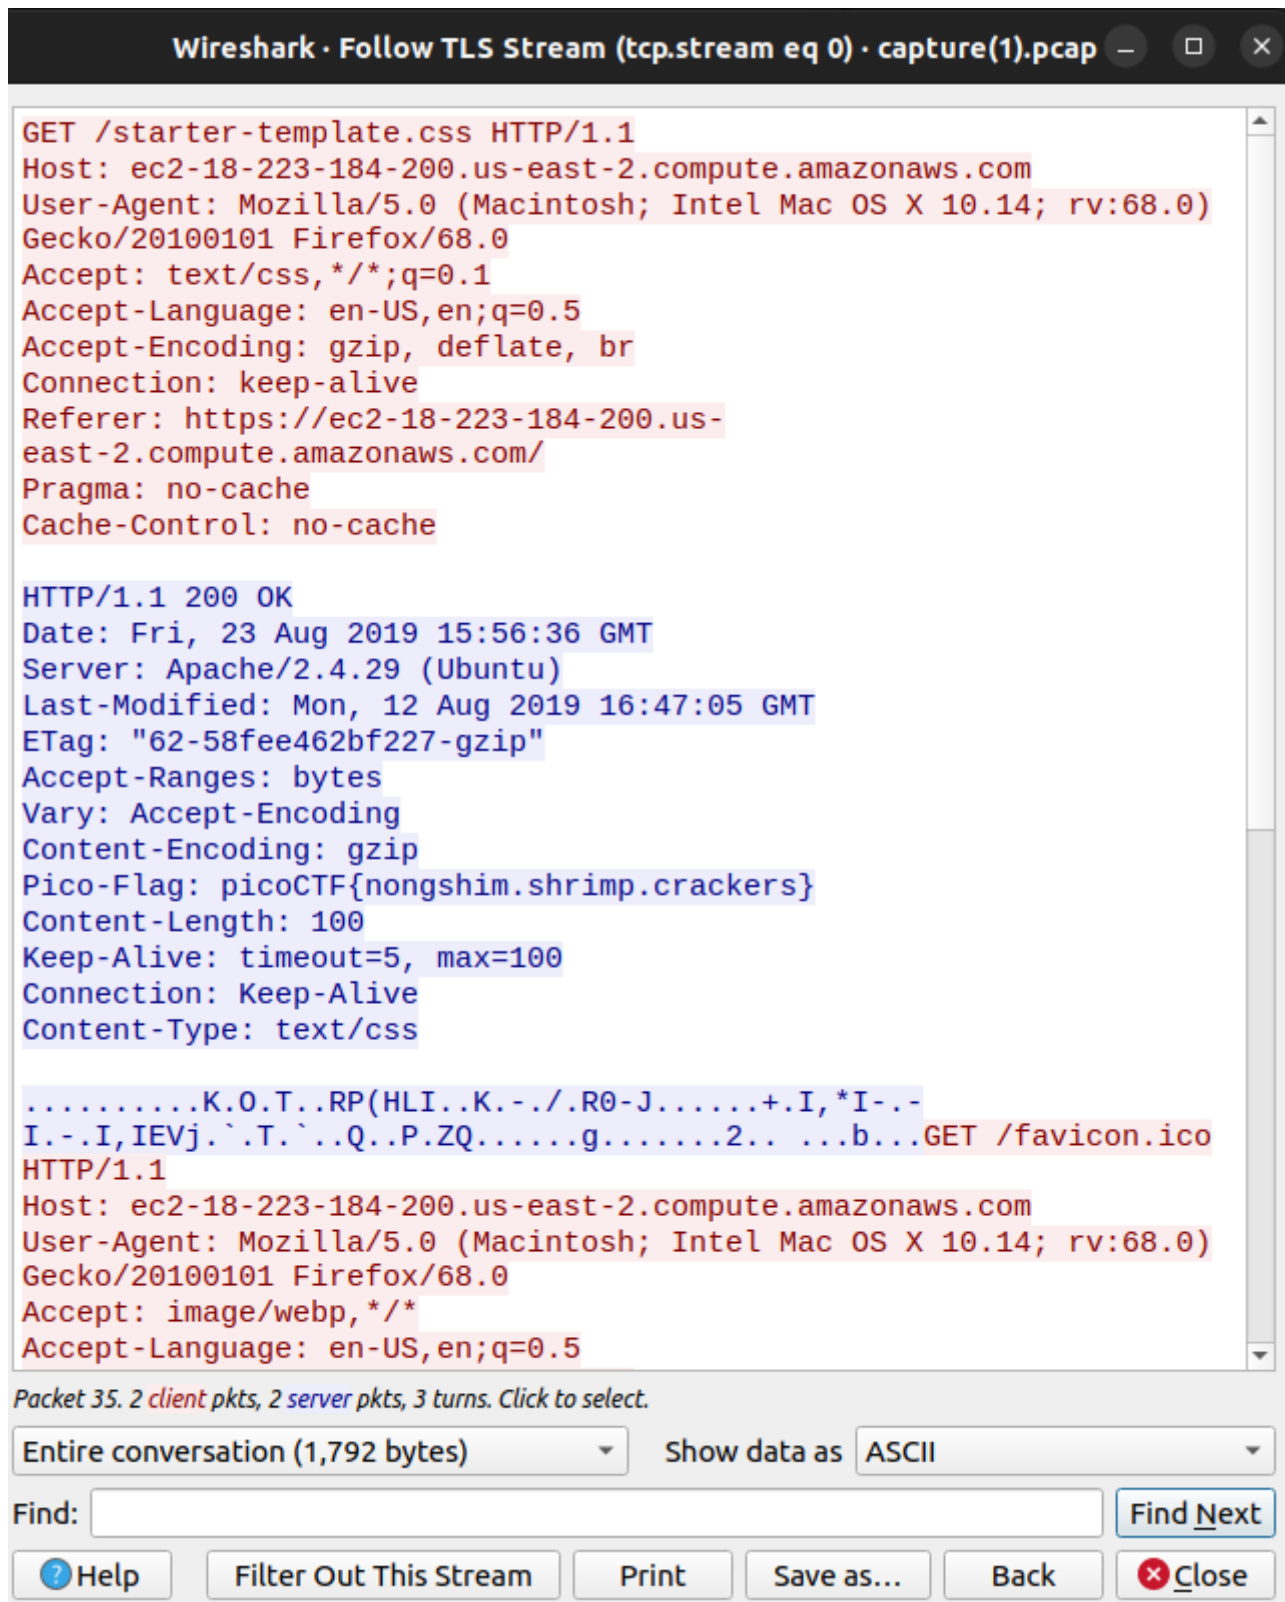 Wireshark · Follow TLS Stream (tcp.stream eq 0) · capture(1).pcap
GET /starter-template.css HTTP/1.1
Host: ec2-18-223-184-200.us-east-2.compute.amazonaws.com
User-Agent: Mozilla/5.0 (Macintosh; Intel Mac OS X 10.14; rv:68.0)
Gecko/20100101 Firefox/68.0
Accept: text/css,*/*;q=0.1
Accept-Language: en-US,en;q=0.5
Accept-Encoding: gzip, deflate, br
Connection: keep-alive
Referer: https://ec2-18-223-184-200.us-
east-2.compute.amazonaws.com/
Pragma: no-cache
Cache-Control: no-cache
HTTP/1.1 200 OK
Date: Fri, 23 Aug 2019 15:56:36 GMT
Server: Apache/2.4.29 (Ubuntu)
Last-Modified: Mon, 12 Aug 2019 16:47:05 GMT
ETag: "62-58fee462bf227-gzip"
Accept-Ranges: bytes
Vary: Accept-Encoding
Content-Encoding: gzip
Pico-Flag: picoCTF{nongshim.shrimp.crackers}
Content-Length: 100
Keep-Alive: timeout=5, max=100
Connection: Keep-Alive
Content-Type: text/css
..........K.O.T..RP(HLI..K.-./.R0-J......+.I,*I-.-
I.-.I,IEVj.`.T.`..Q..P.ZQ......g.......2.. ...b...GET /favicon.ico
HTTP/1.1
Host: ec2-18-223-184-200.us-east-2.compute.amazonaws.com
User-Agent: Mozilla/5.0 (Macintosh; Intel Mac OS X 10.14; rv:68.0)
Gecko/20100101 Firefox/68.0
Accept: image/webp,*/*
Accept-Language: en-US,en;q=0.5
Packet 35. 2 client pkts, 2 server pkts, 3 turns. Click to select.
Entire conversation (1,792 bytes) Show data as ASCII
Find: Find Next
Help Filter Out This Stream Print Save as... Back Close